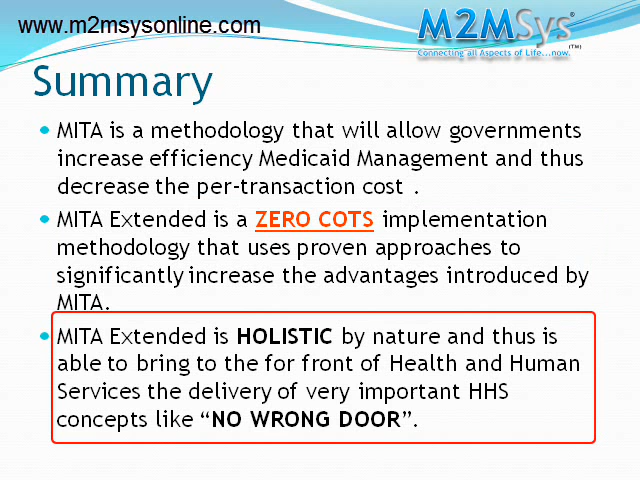 www.m2msysonline.com
M2MSys®
Connecting all Aspects of Life...now.
(TM)
Summary
MITA is a methodology that will allow governments
increase efficiency Medicaid Management and thus
decrease the per-transaction cost .
MITA Extended is a ZERO COTS implementation
methodology that uses proven approaches to
significantly increase the advantages introduced by
MITA.
MITA Extended is HOLISTIC by nature and thus is
able to bring to the for front of Health and Human
Services the delivery of very important HHS
concepts like “NO WRONG DOOR”.